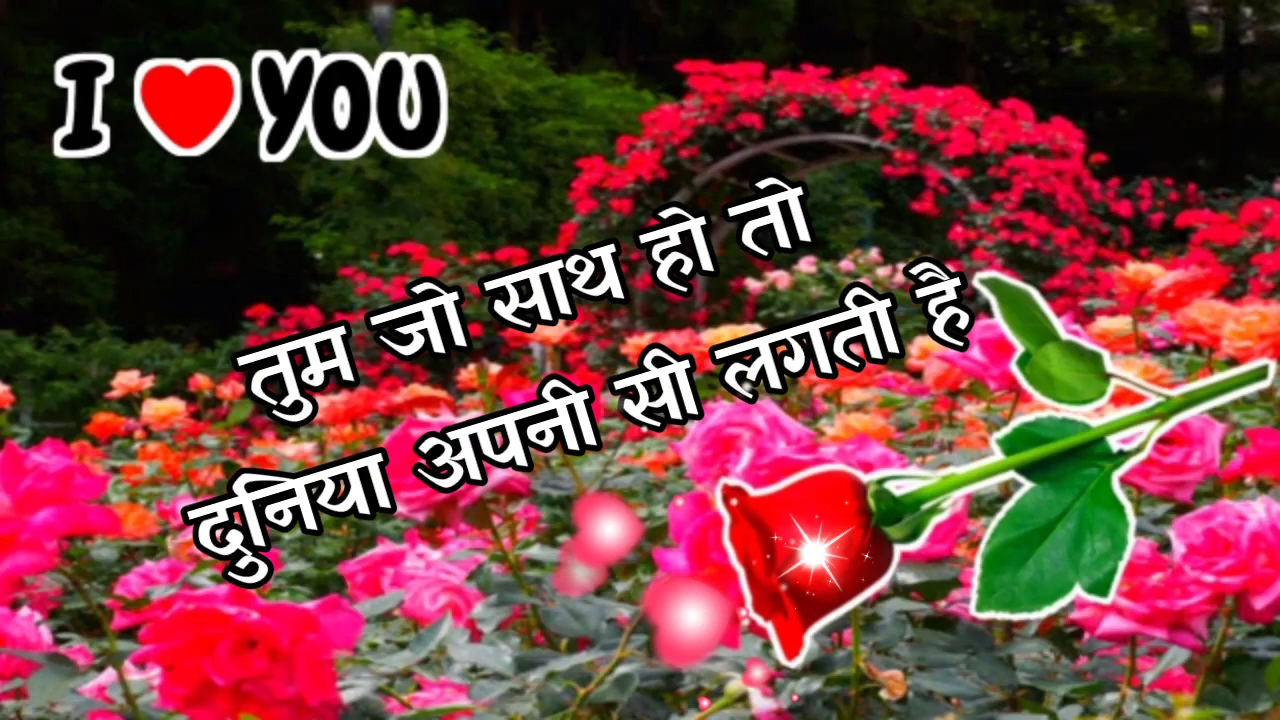 I ❤ YOU
तुम जो साथ हो तो
दुनिया अपनी सी लगती है